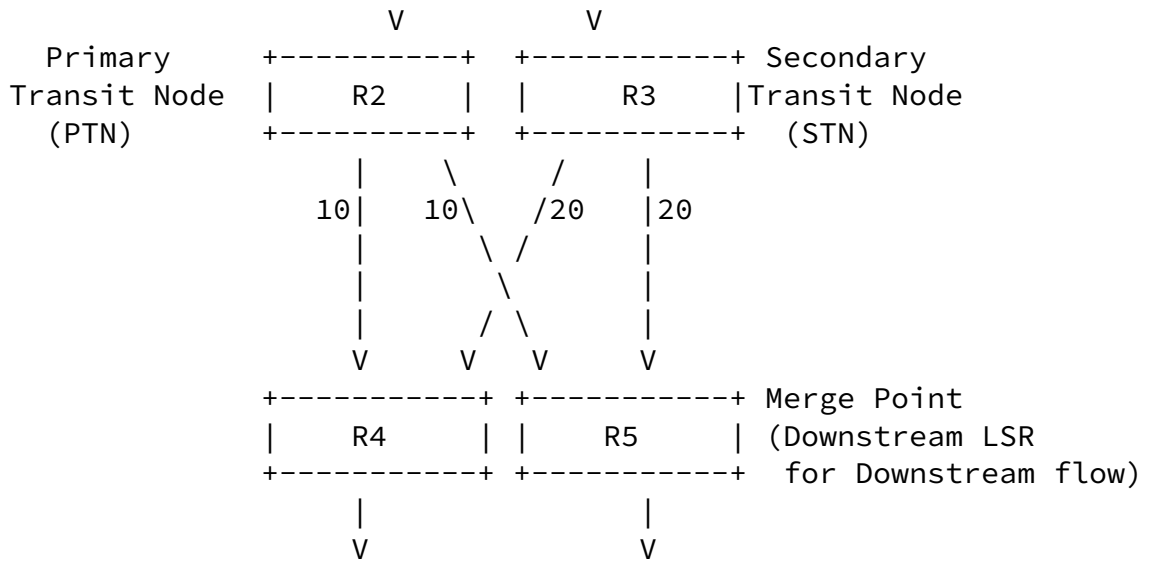 V V
Primary +----------+ +-----------+ Secondary
Transit Node | R2 | | R3 |Transit Node
(PTN) +----------+ +-----------+ (STN)
| \ / |
10| 10\ /20 |20
| \ / |
| \ |
| / \ |
V V V V
+-----------+ +-----------+ Merge Point
| R4 | | R5 | (Downstream LSR
+-----------+ +-----------+ for Downstream flow)
| |
V V